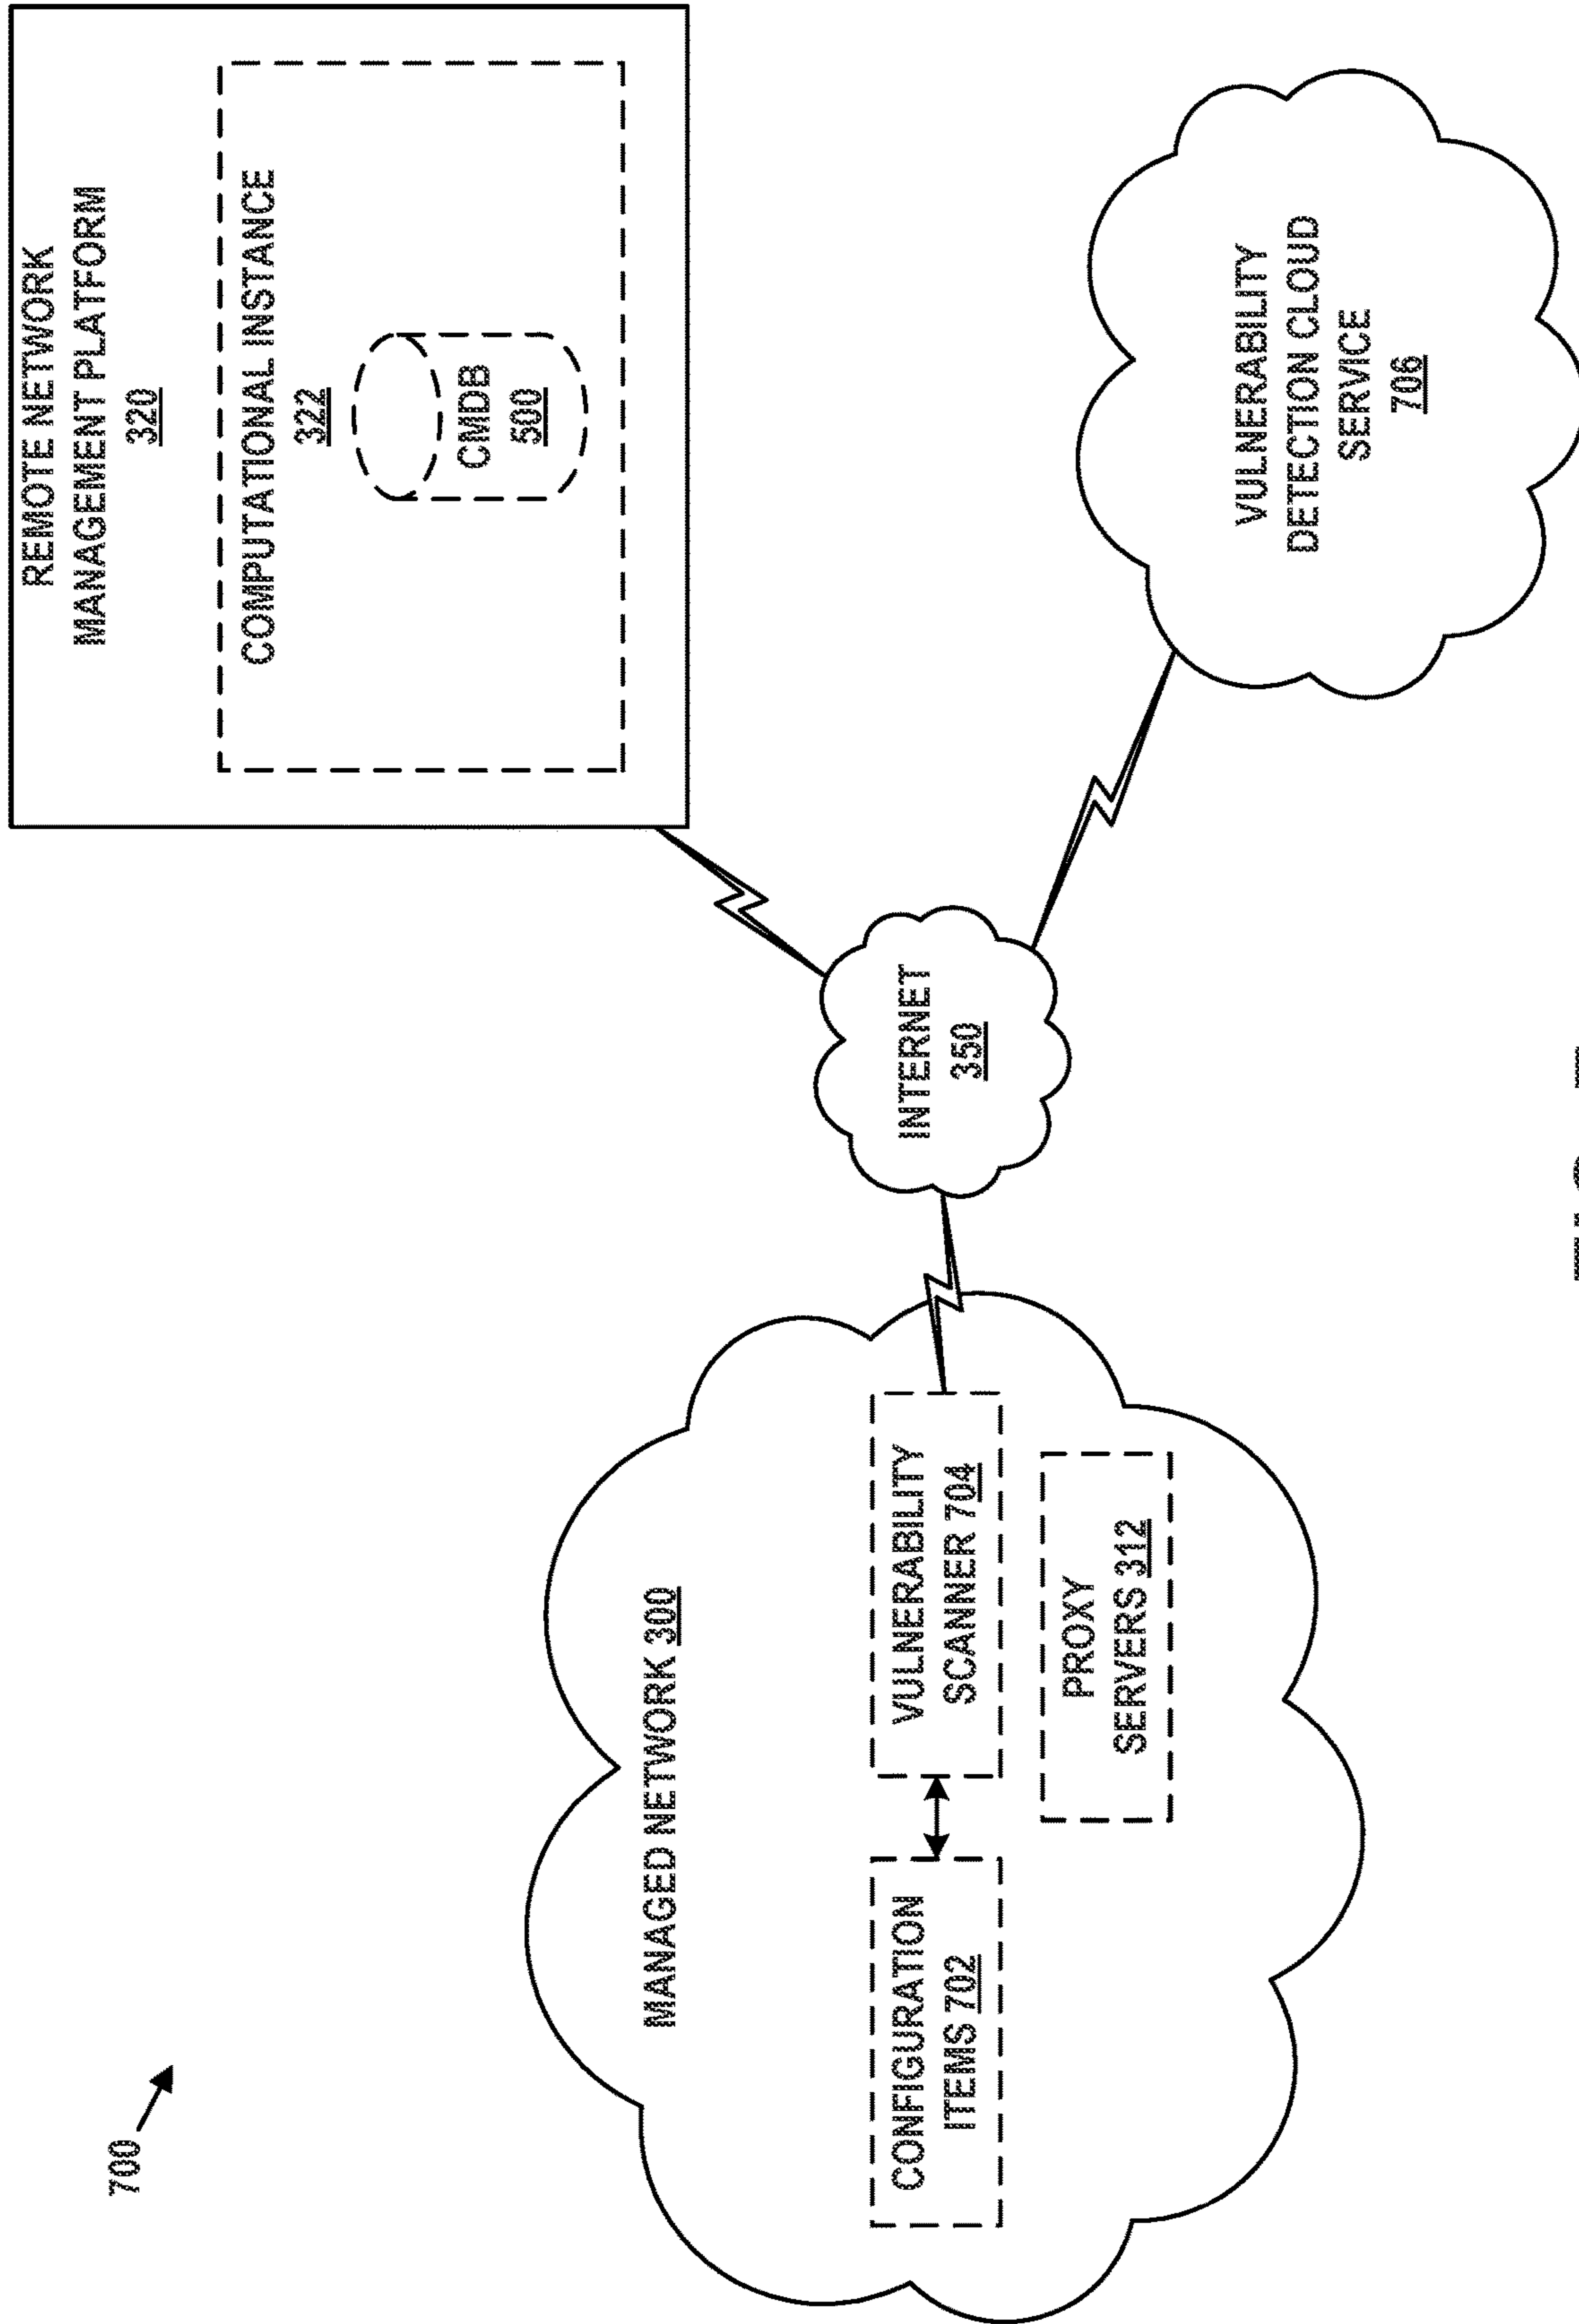 700
MANAGED NETWORK 300
CONFIGURATION
ITEMS 702
VULNERABILITY
SCANNER 704
PROXY
SERVERS 312
INTERNET
350
REMOTE NETWORK
MANAGEMENT PLATFORM
320
COMPUTATIONAL INSTANCE
322
CMDB
500
VULNERABILITY
DETECTION CLOUD
SERVICE
706